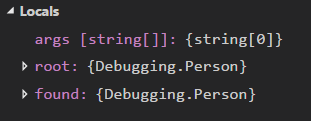 Locals
args [string[]]: {string[0]}
root: {Debugging.Person}
found: {Debugging.Person}